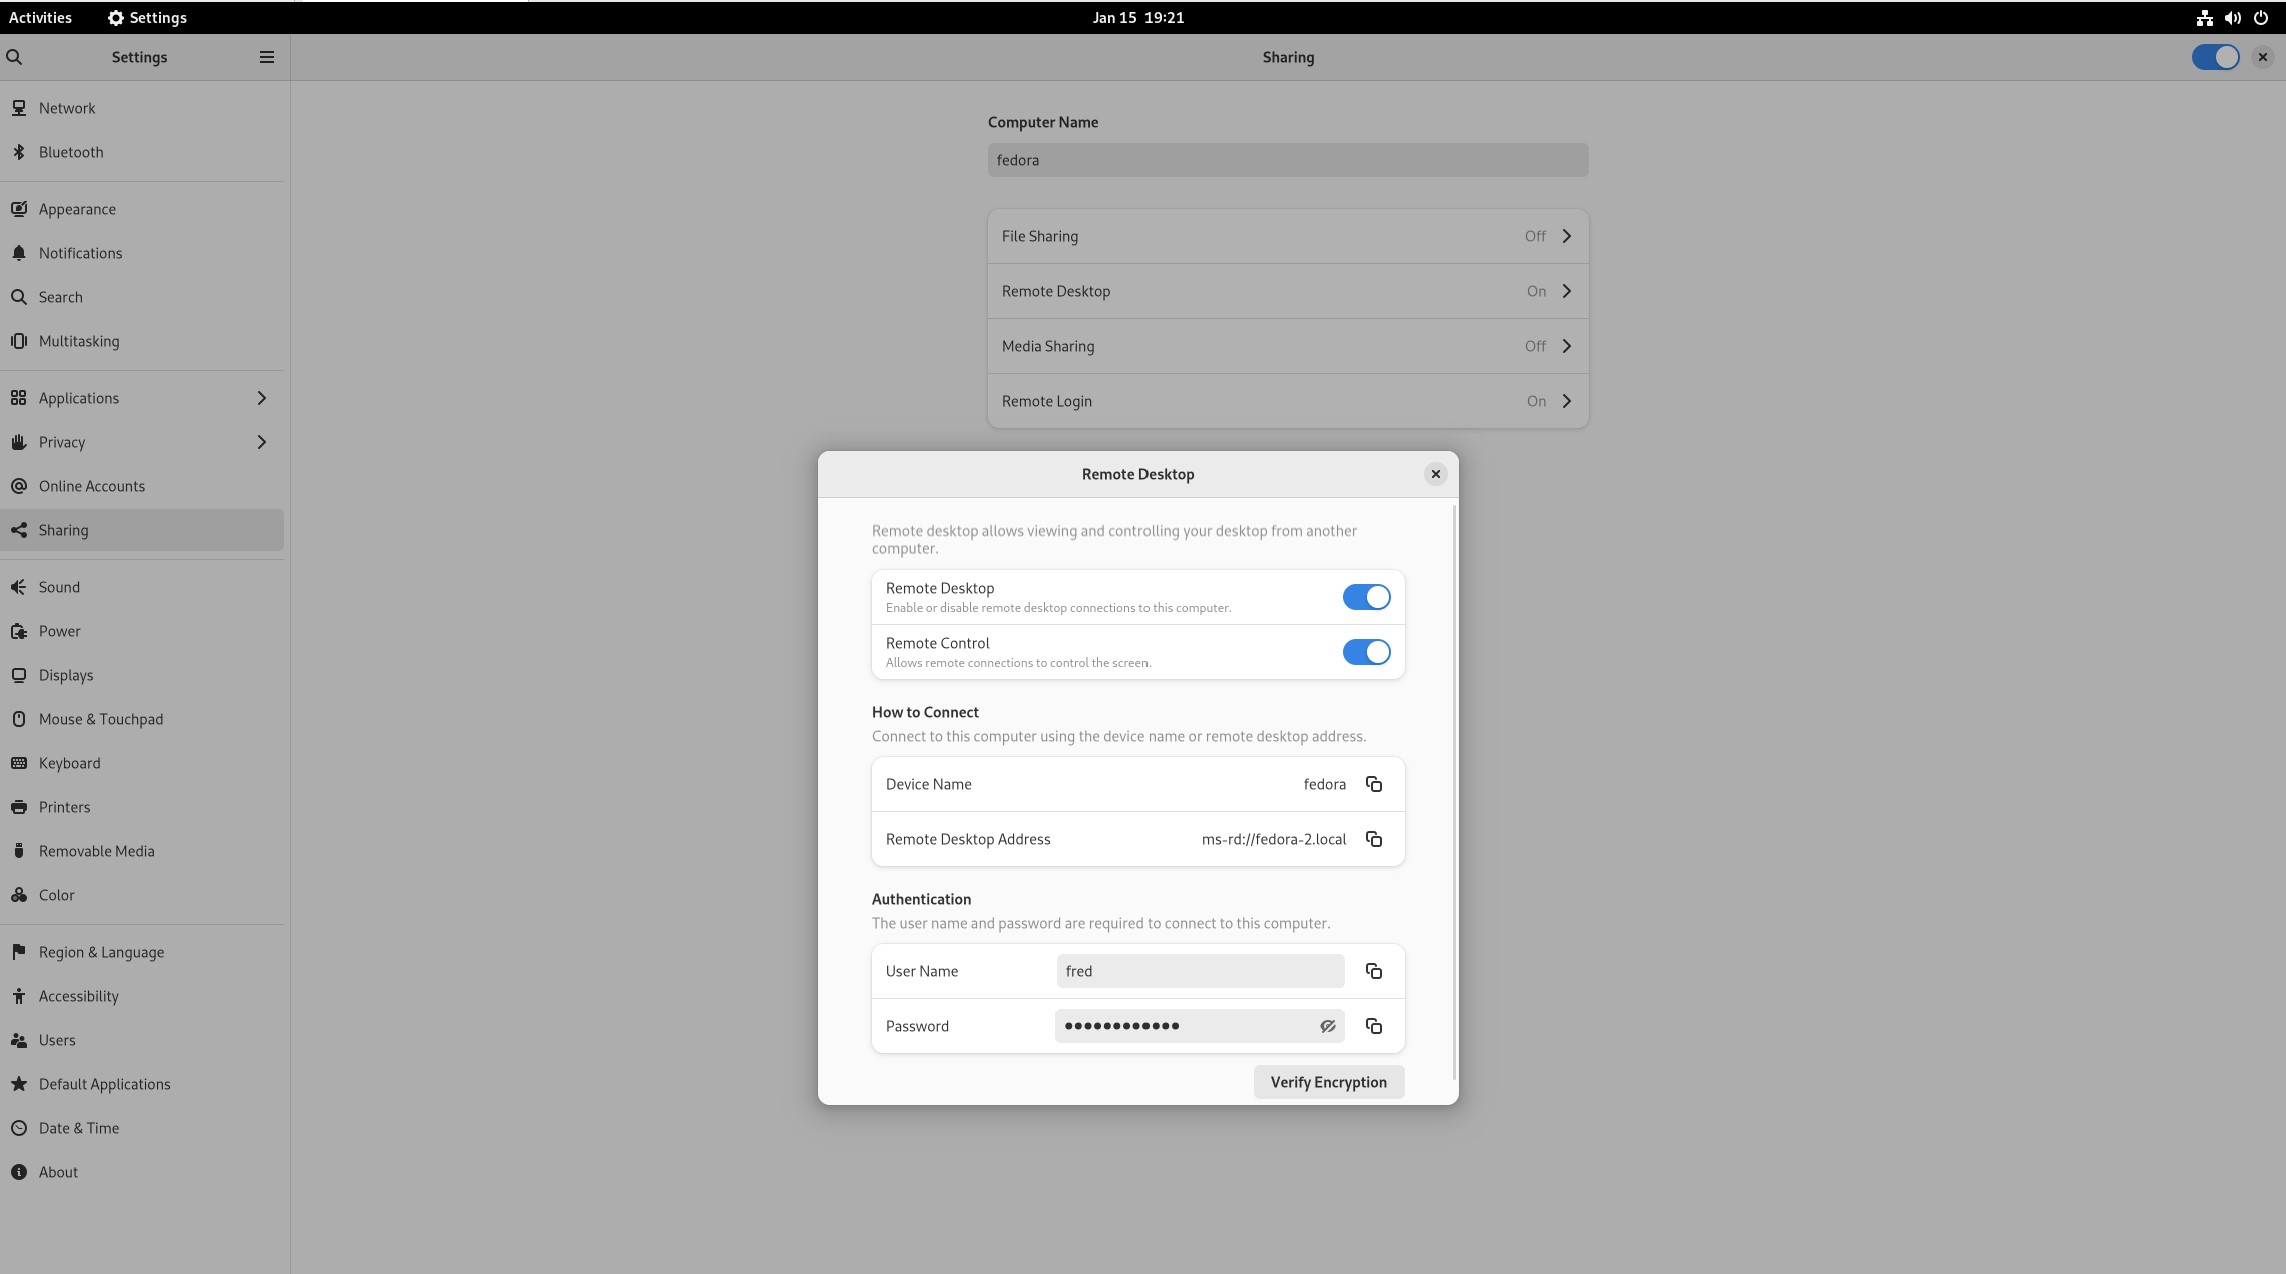 Activities
Settings
Jan 15 19:21
Settings
Sharing
Network
Bluetooth
Appearance
Notifications
Search
Multitasking
Applications
Privacy
Online Accounts
Sharing
Sound
Power
Displays
Mouse & Touchpad
Keyboard
Printers
Removable Media
Color
Region & Language
Accessibility
Users
Default Applications
Date & Time
About
Computer Name
fedora
File Sharing Off
Remote Desktop On
Media Sharing Off
Remote Login On
Remote Desktop
Remote desktop allows viewing and controlling your desktop from another
computer.
Remote Desktop
Enable or disable remote desktop connections to this computer.
Remote Control
Allows remote connections to control the screen.
How to Connect
Connect to this computer using the device name or remote desktop address.
Device Name fedora
Remote Desktop Address ms-rd://fedora-2.local
Authentication
The user name and password are required to connect to this computer.
User Name fred
Password ••••••••••••
Verify Encryption